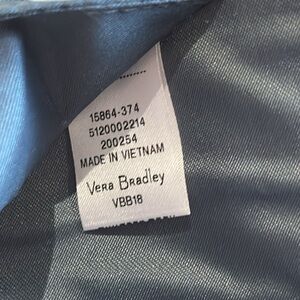 15864-374
5120002214
200254
MADE IN VIETNAM
Vera Bradley
VBB18